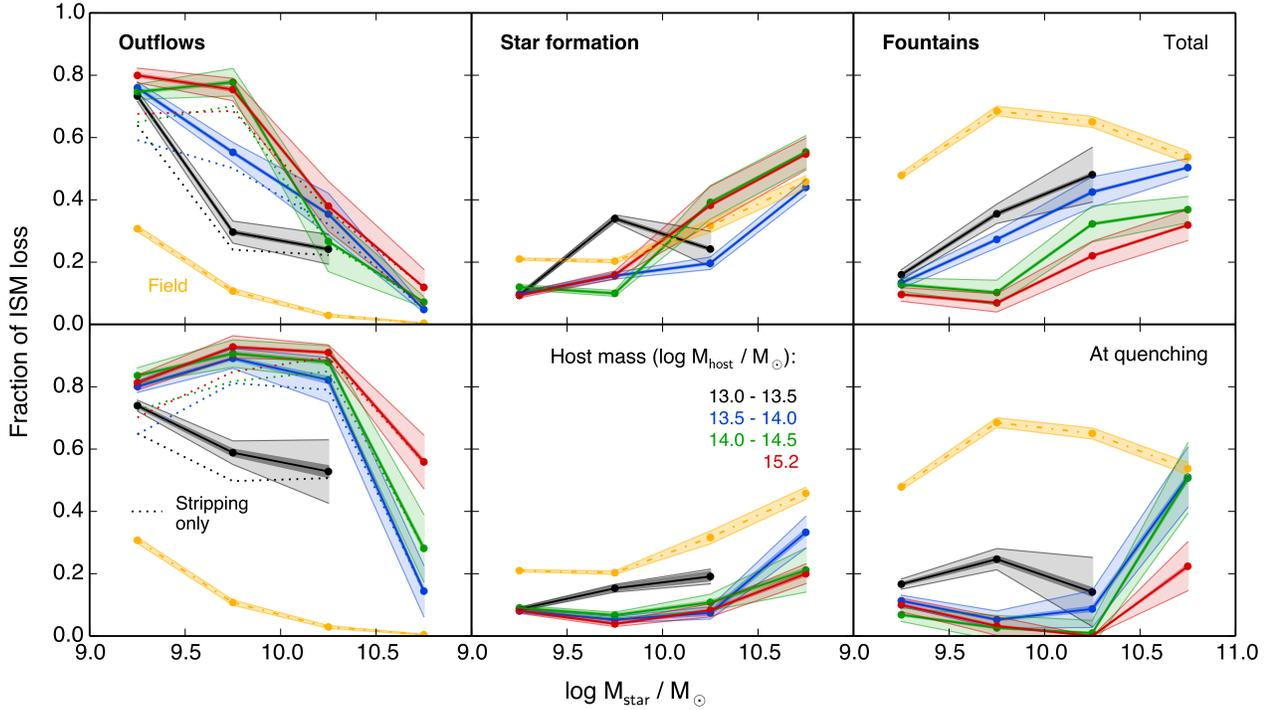 1.0
Outflows
Star formation
Fountains
Total
0.8
0.6
0.4
Field
0.2
0.0
Host mass (log Mhost / M☉):
At quenching
0.8
13.0 - 13.5
13.5 - 14.0
14.0 - 14.5
15.2
0.6
0.4
Stripping
only
0.2
0.0
9.0 9.5 10.0 10.5 9.0 9.5 10.0 10.5 9.0 9.5 10.0 10.5 11.0
log Mstar / M☉
Fraction of ISM loss